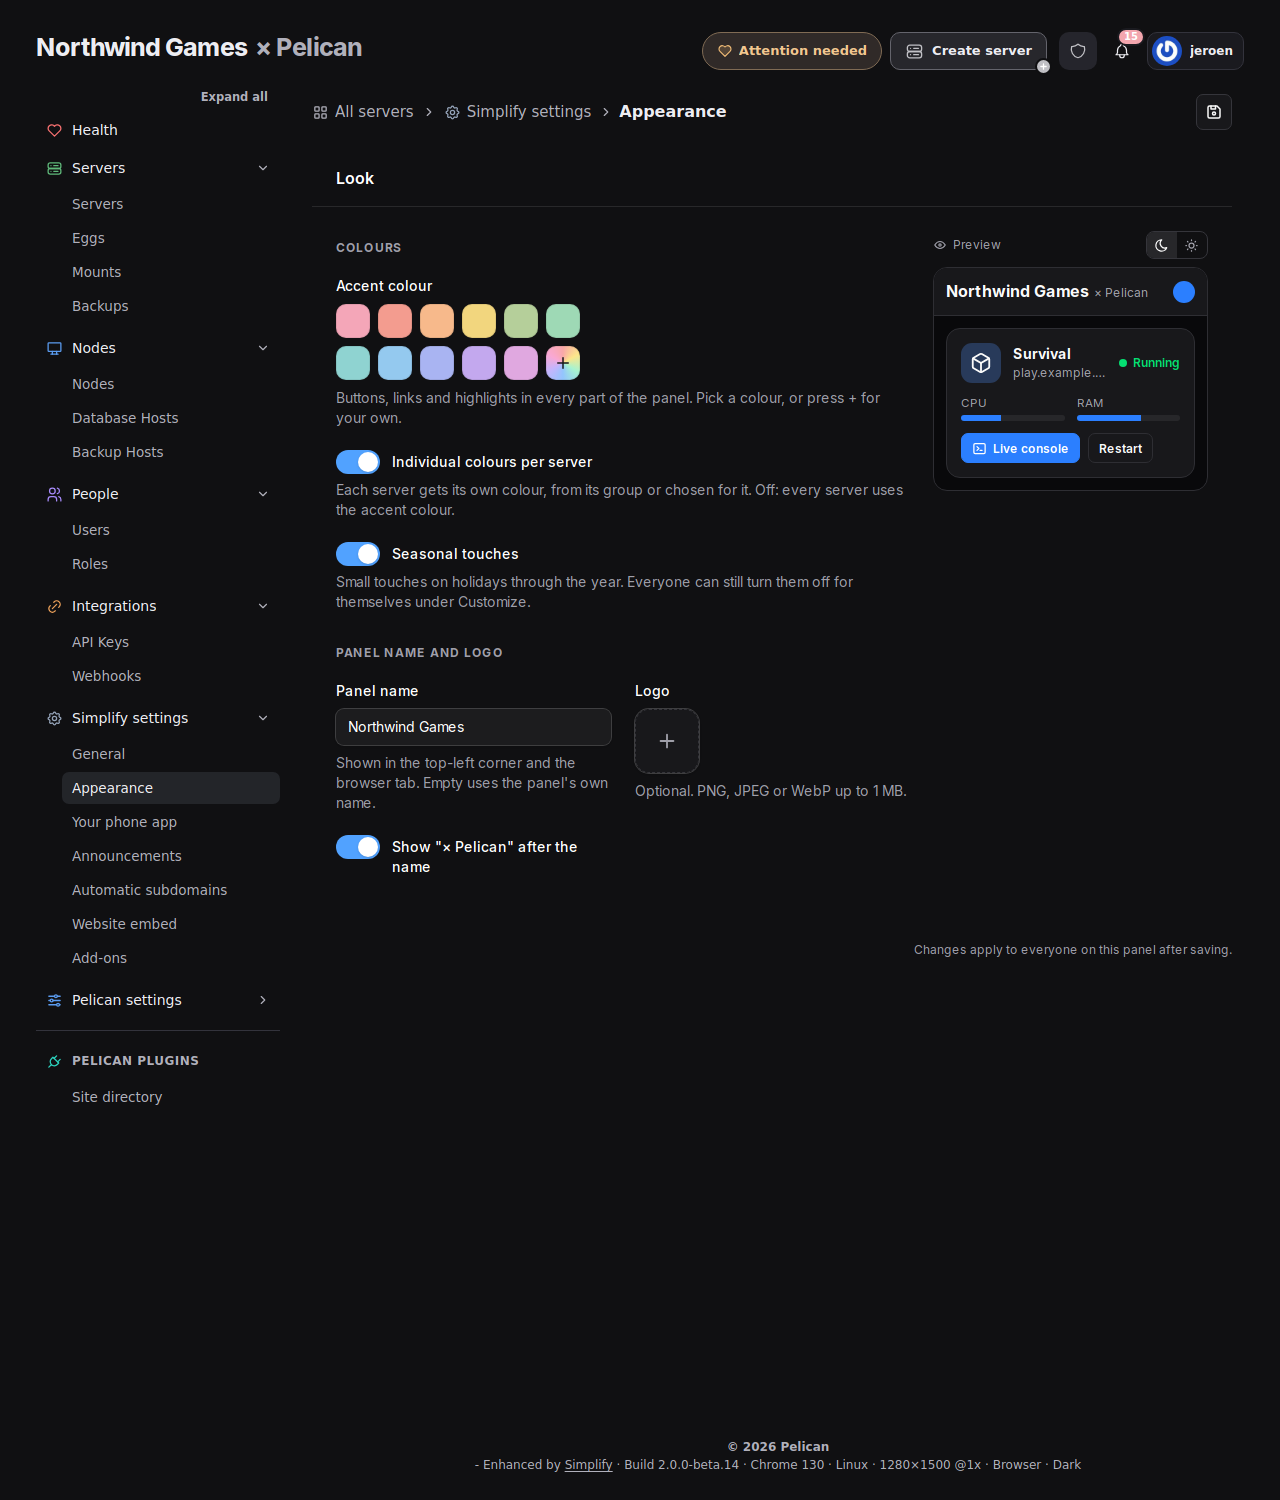 Northwind Games × Pelican
Attention needed
Create server
15
jeroen
Expand all
Health
Servers
Servers
Eggs
Mounts
Backups
Nodes
Nodes
Database Hosts
Backup Hosts
People
Users
Roles
Integrations
API Keys
Webhooks
Simplify settings
General
Appearance
Your phone app
Announcements
Automatic subdomains
Website embed
Add-ons
Pelican settings
PELICAN PLUGINS
Site directory
All servers > Simplify settings > Appearance
Look
COLOURS
Accent colour
Buttons, links and highlights in every part of the panel. Pick a colour, or press + for
your own.
Individual colours per server
Each server gets its own colour, from its group or chosen for it. Off: every server uses
the accent colour.
Seasonal touches
Small touches on holidays through the year. Everyone can still turn them off for
themselves under Customize.
PANEL NAME AND LOGO
Panel name
Northwind Games
Shown in the top-left corner and the
browser tab. Empty uses the panel's own
name.
Show "× Pelican" after the
name
Logo
Optional. PNG, JPEG or WebP up to 1 MB.
Preview
Northwind Games × Pelican
Survival
play.example....
Running
CPU
RAM
Live console
Restart
Changes apply to everyone on this panel after saving.
© 2026 Pelican
- Enhanced by Simplify · Build 2.0.0-beta.14 · Chrome 130 · Linux · 1280×1500 @1x · Browser · Dark